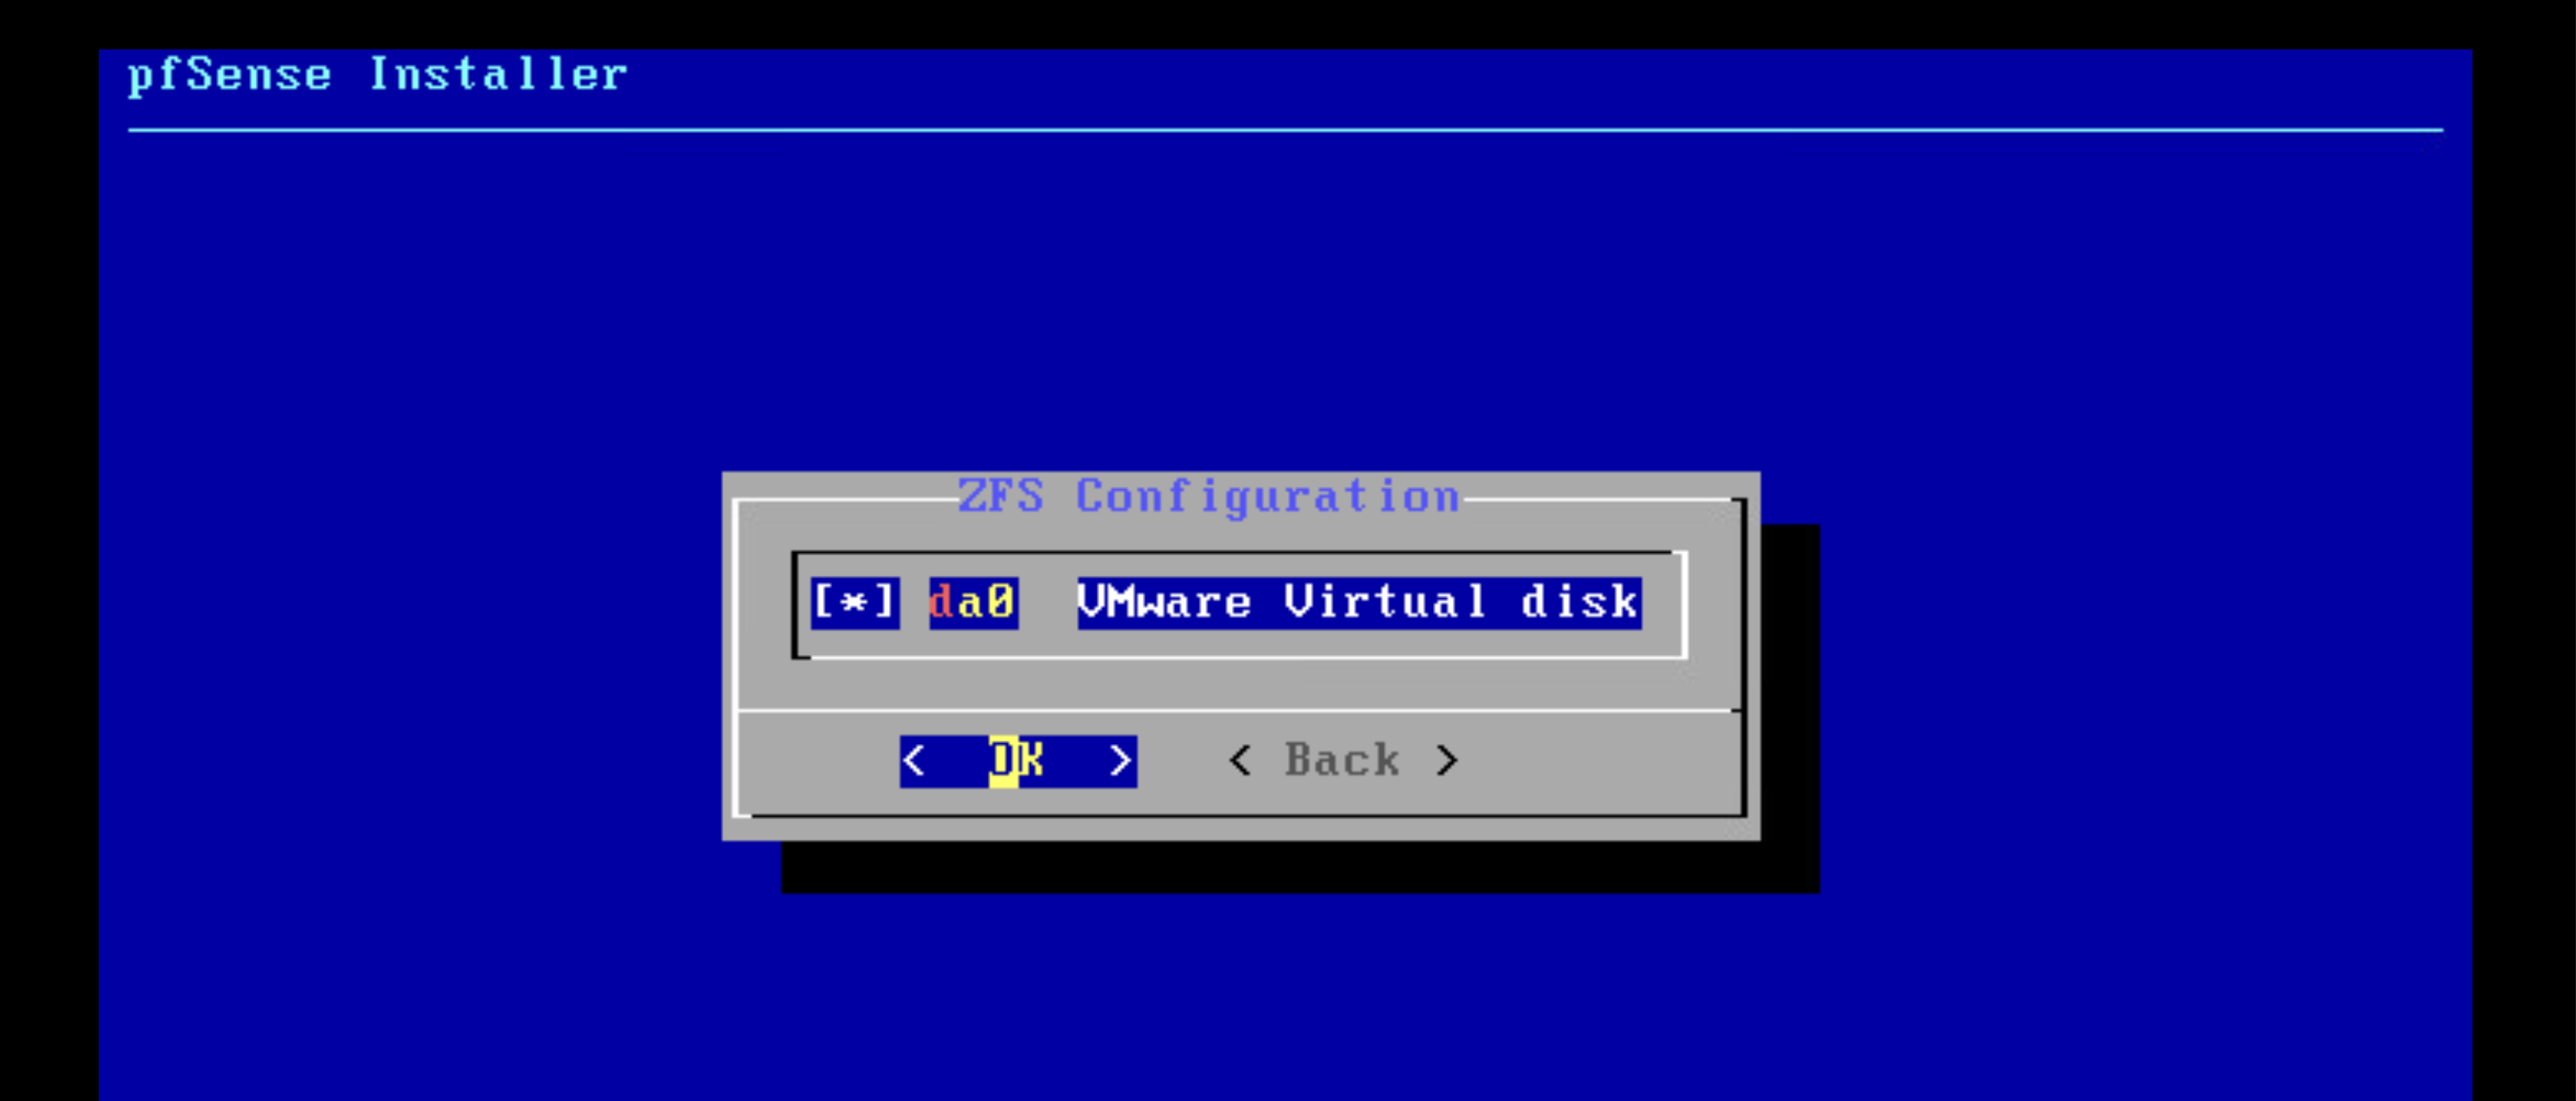 pfSense Installer
ZFS Configuration
[*] da0 VMware Virtual disk
< OK > < Back >